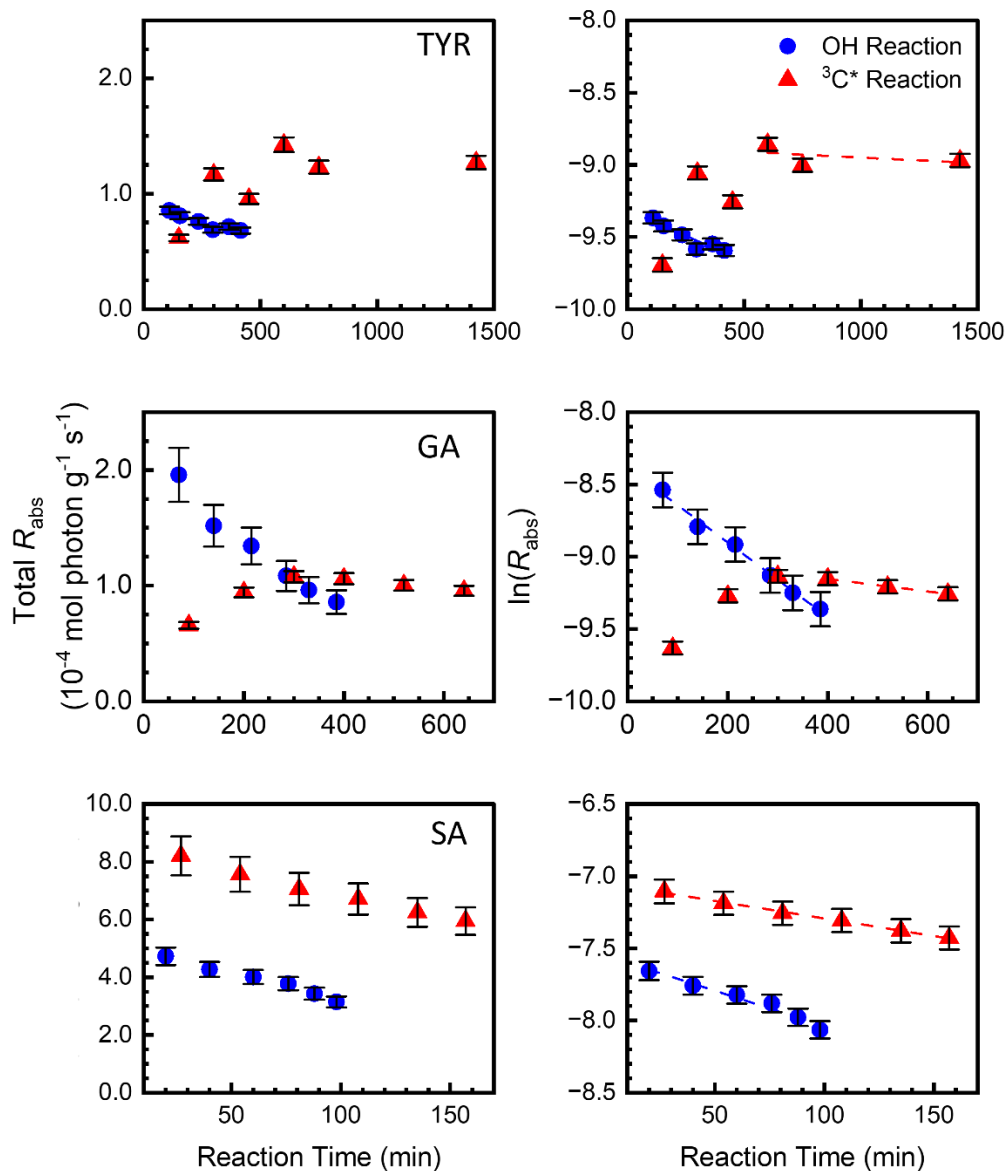 TYR
2.0
1.0
0.0
0 500 1000 1500
−8.0
−8.5
−9.0
−9.5
−10.0
0 500 1000 1500
OH Reaction
³C* Reaction
Total R_abs
(10⁻⁴ mol photon g⁻¹ s⁻¹)
GA
2.0
1.0
0.0
0 200 400 600
ln(R_abs)
−8.0
−8.5
−9.0
−9.5
−10.0
0 200 400 600
SA
10.0
8.0
6.0
4.0
2.0
0.0
50 100 150
Reaction Time (min)
−6.5
−7.0
−7.5
−8.0
−8.5
50 100 150
Reaction Time (min)